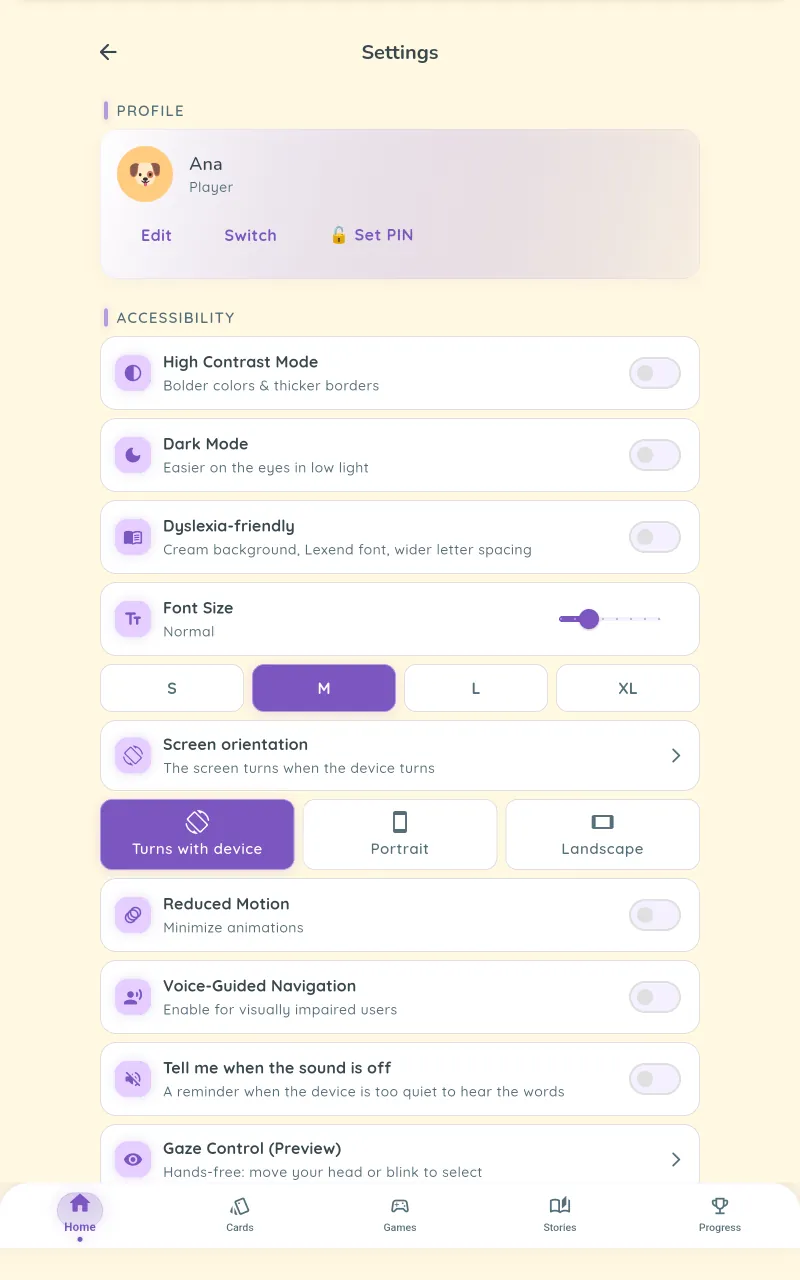 Settings
PROFILE
Ana
Player
Edit
Switch
🔓 Set PIN
ACCESSIBILITY
High Contrast Mode
Bolder colors & thicker borders
Dark Mode
Easier on the eyes in low light
Dyslexia-friendly
Cream background, Lexend font, wider letter spacing
Tт
Font Size
Normal
S
M
L
XL
Screen orientation
The screen turns when the device turns
Turns with device
Portrait
Landscape
Reduced Motion
Minimize animations
Voice-Guided Navigation
Enable for visually impaired users
Tell me when the sound is off
A reminder when the device is too quiet to hear the words
Gaze Control (Preview)
Hands-free: move your head or blink to select
Home
Cards
Games
Stories
Progress